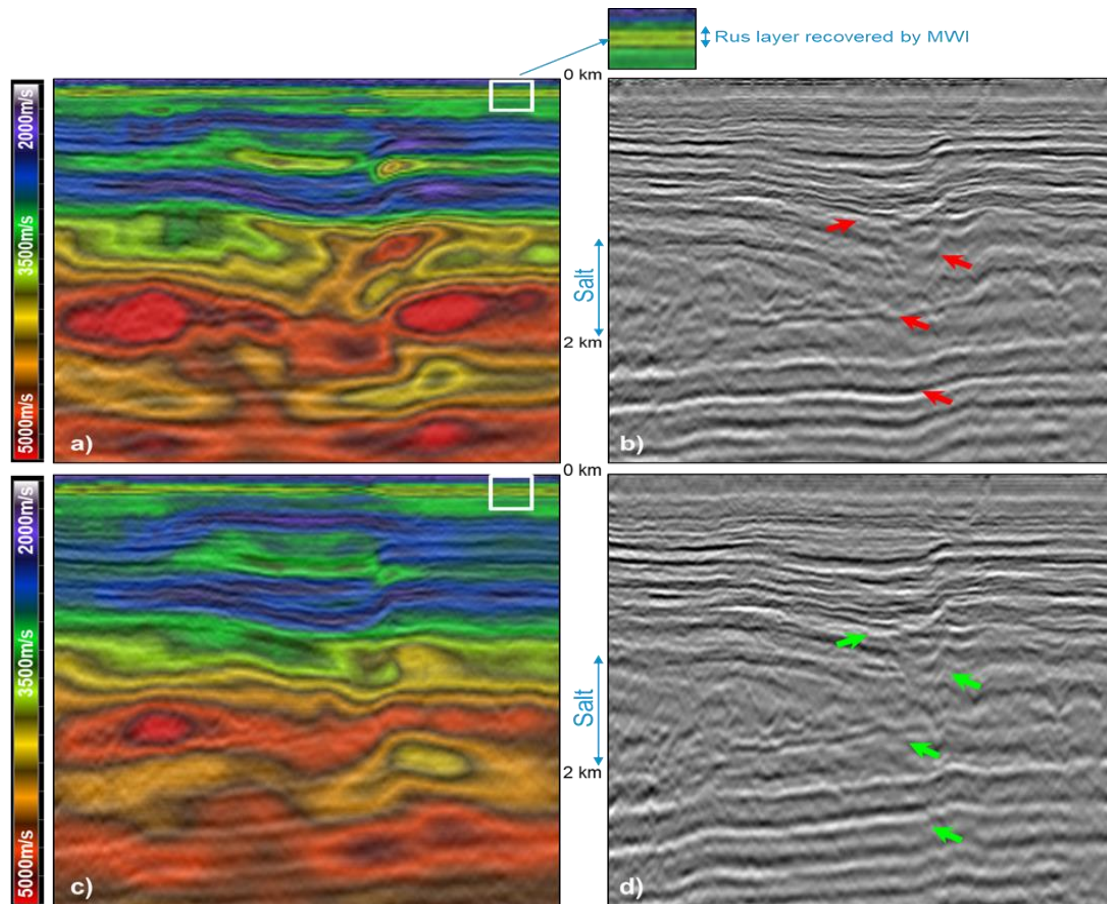 Rus layer recovered by MWI
0 km
2000m/s
3500m/s
5000m/s
Salt
2 km
a)
b)
0 km
2000m/s
3500m/s
5000m/s
Salt
2 km
c)
d)